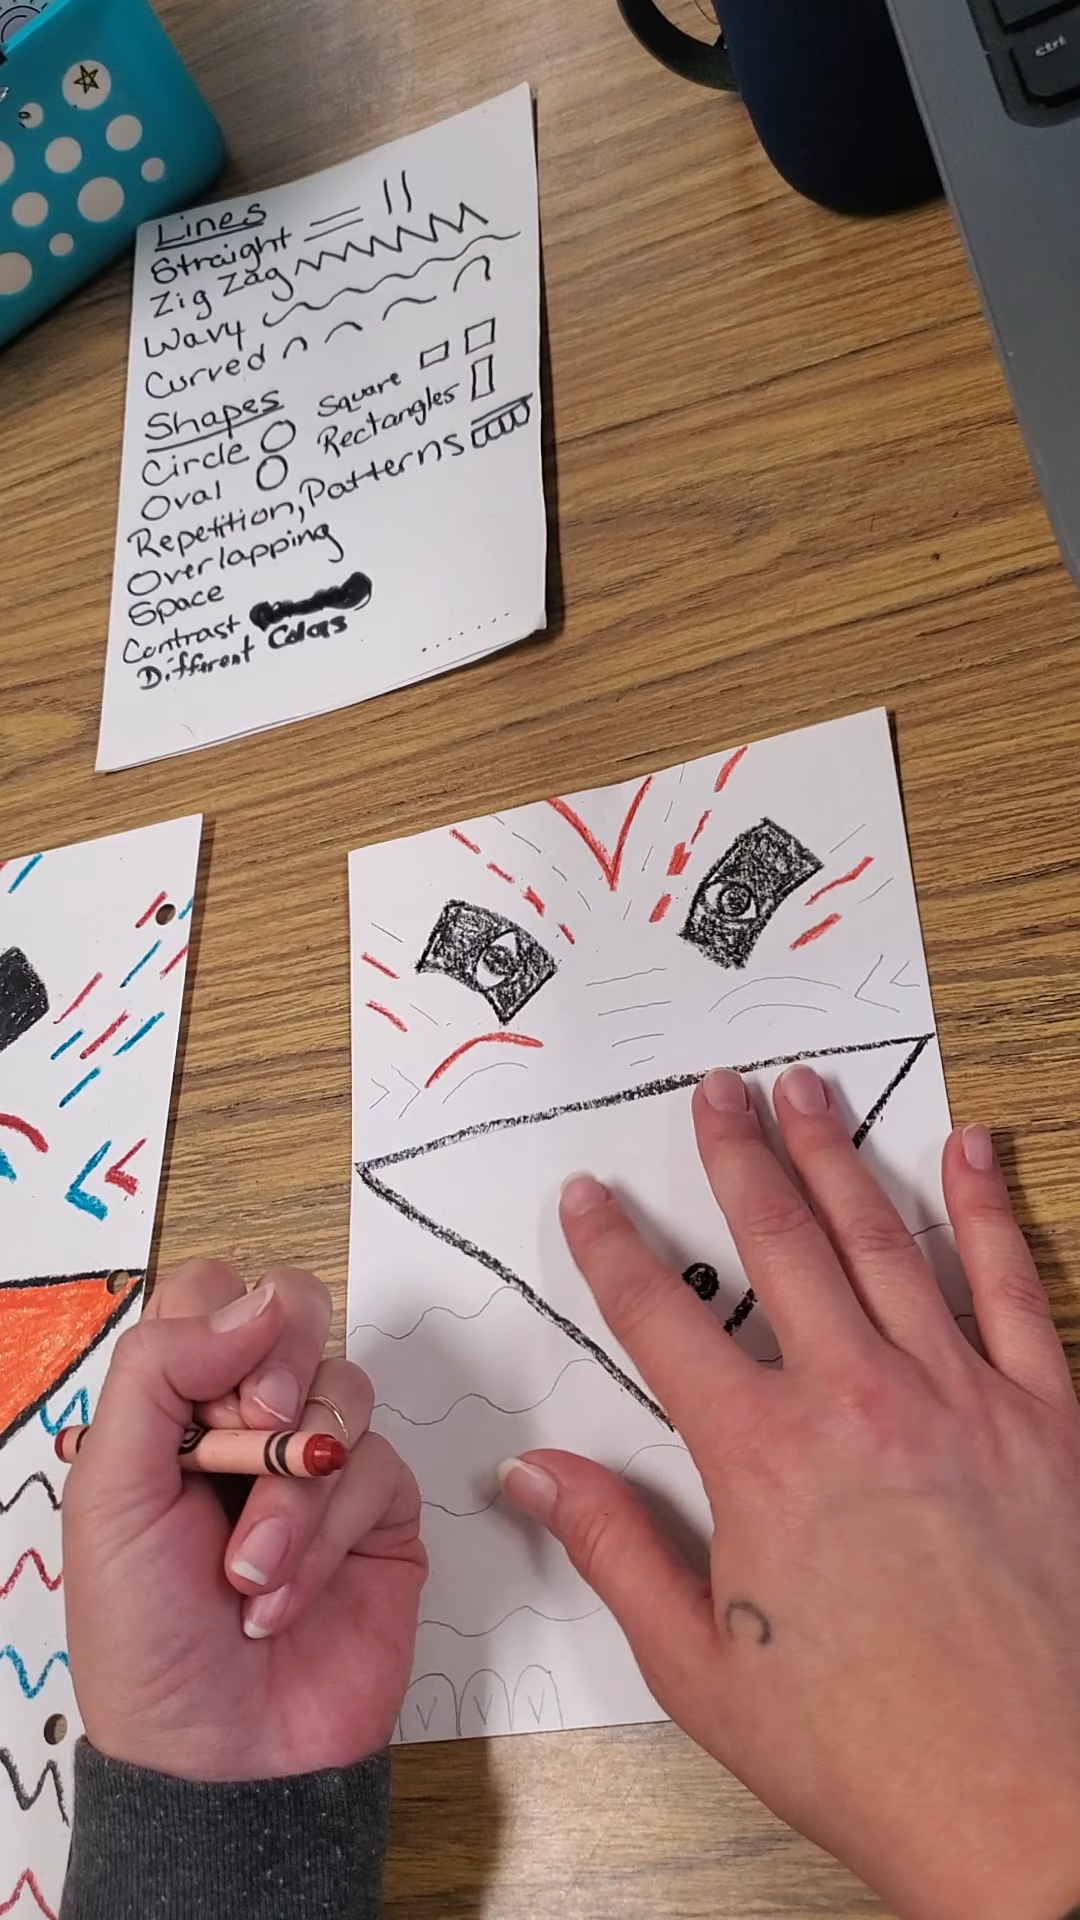 ctrl
Lines
Straight
Zig Zag
Wavy
Curved
Shapes
Circle Square
Oval Rectangles
Repetition, Patterns
Overlapping
Space
Contrast
Different Colors
V V V